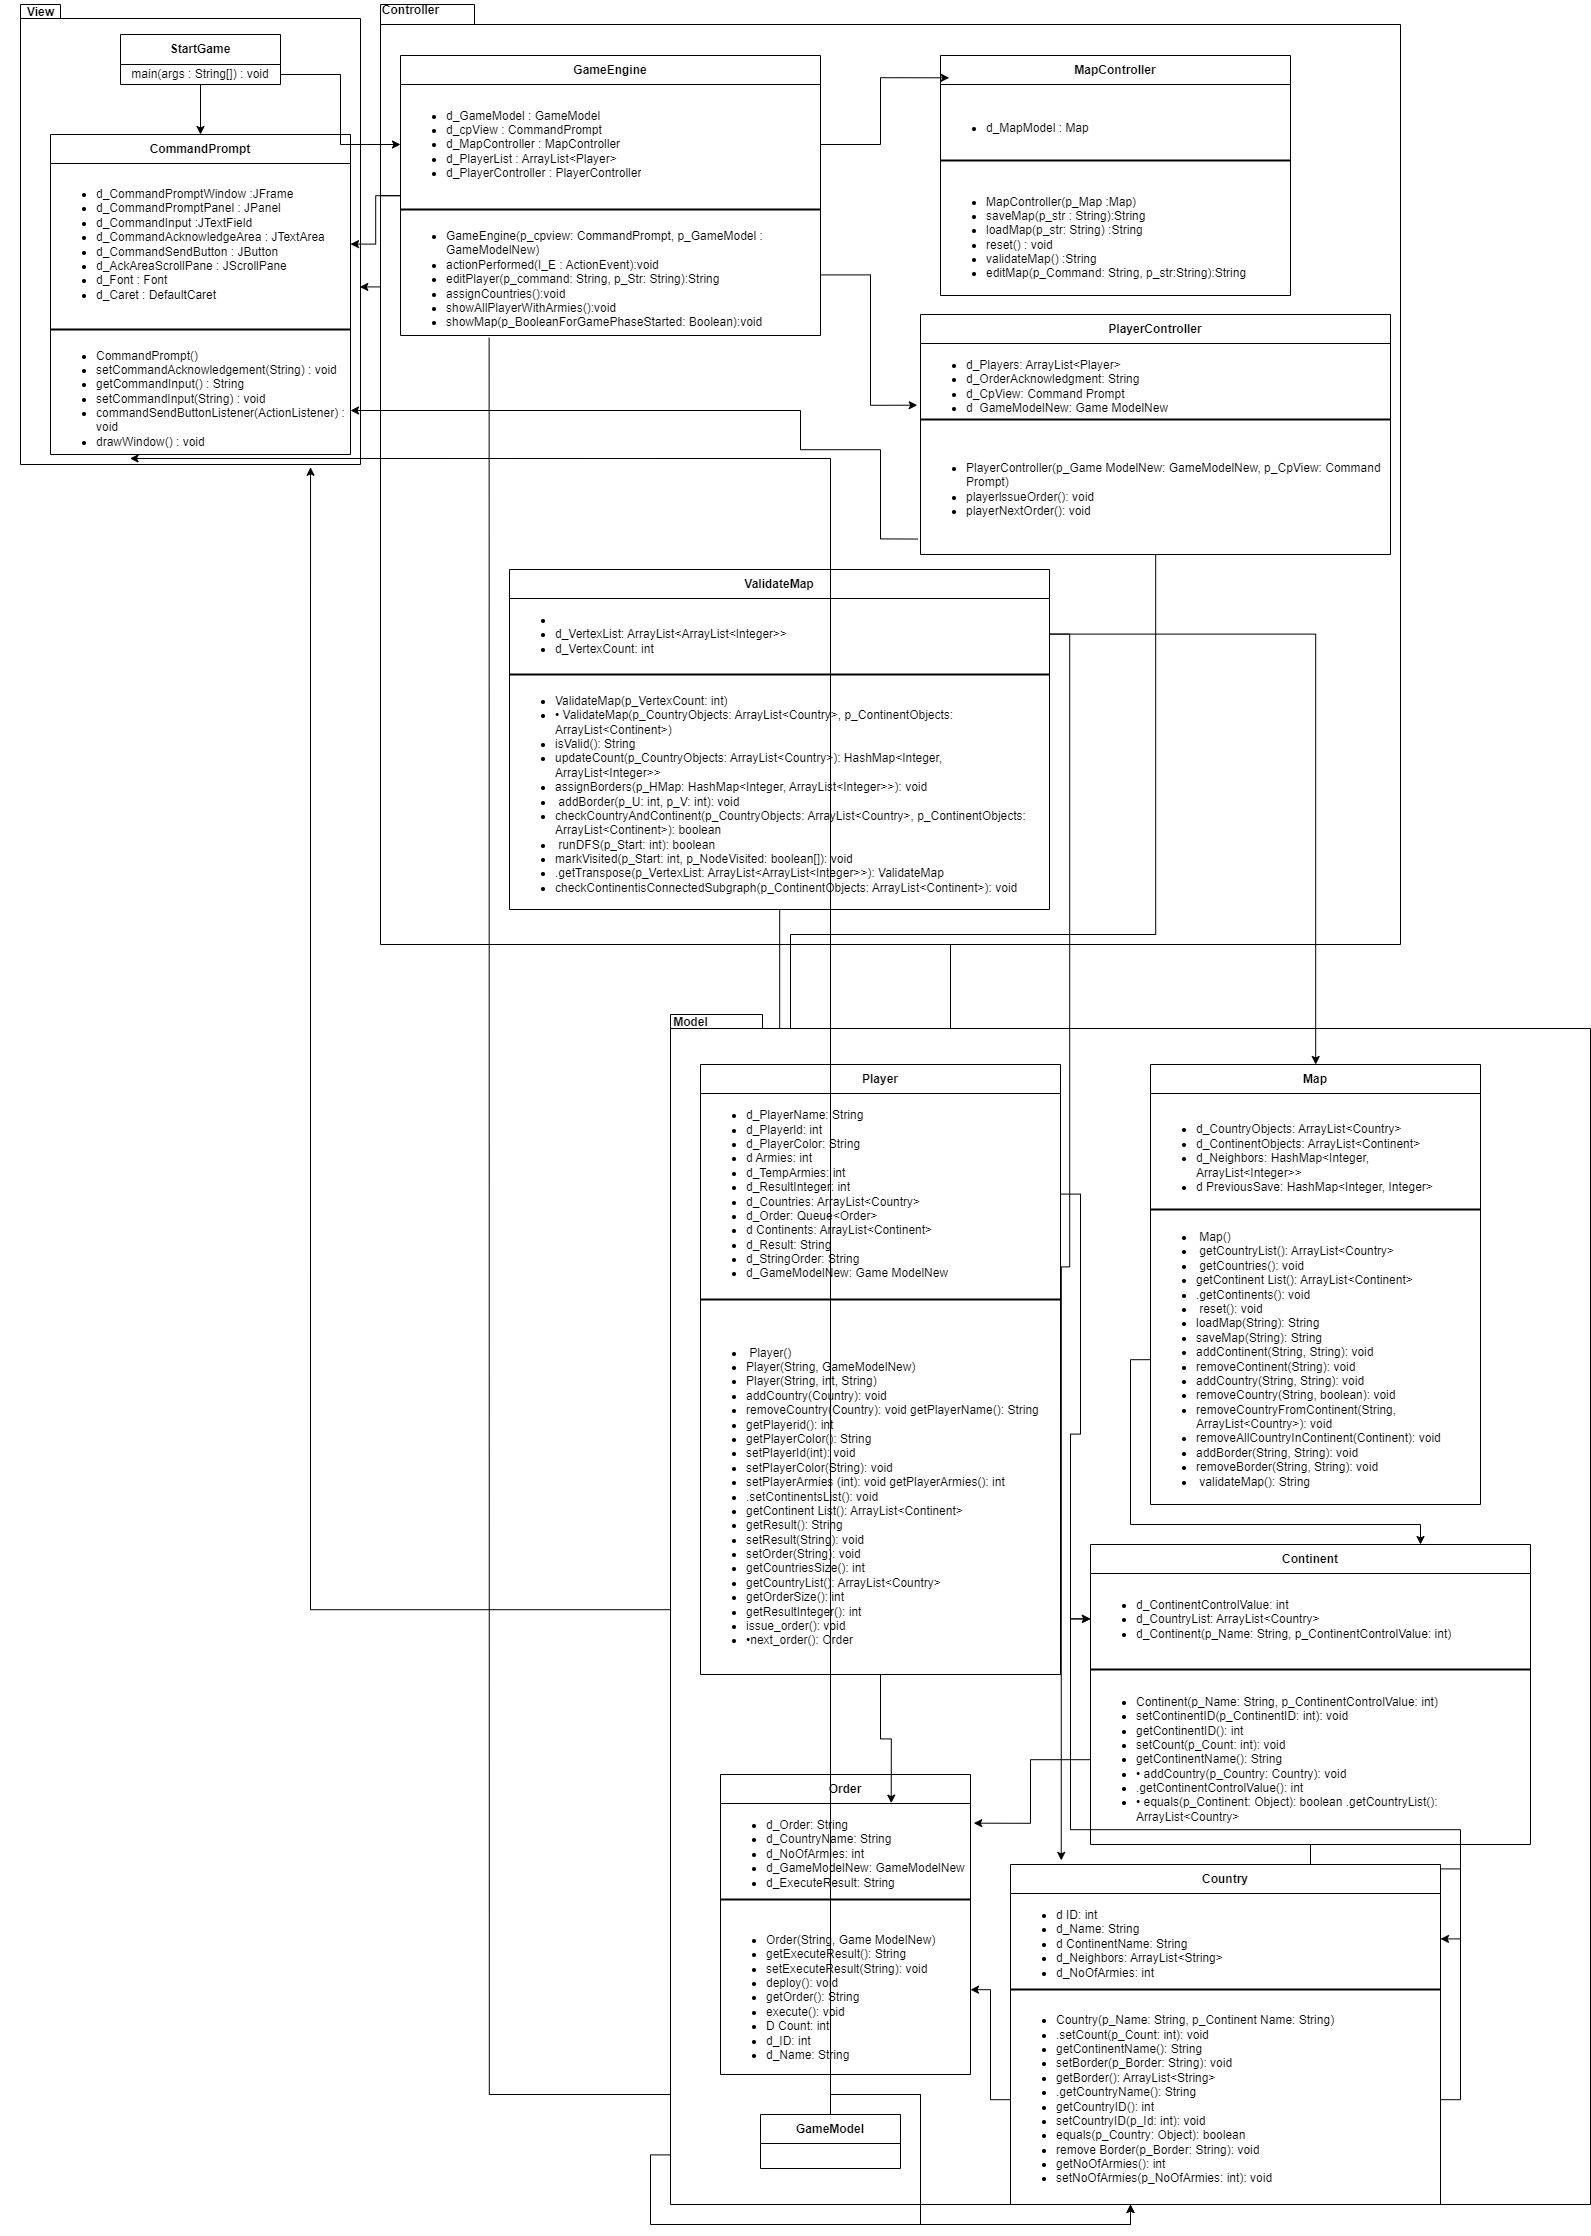 View
StartGame
main(args : String[]) : void
CommandPrompt
d_CommandPromptWindow :JFrame
d_CommandPromptPanel : JPanel
d_CommandInput :JTextField
d_CommandAcknowledgeArea : JTextArea
d_CommandSendButton : JButton
d_AckAreaScrollPane : JScrollPane
d_Font : Font
d_Caret : DefaultCaret
CommandPrompt()
setCommandAcknowledgement(String) : void
getCommandInput() : String
setCommandInput(String) : void
commandSendButtonListener(ActionListener) :
void
drawWindow() : void
Controller
GameEngine
d_GameModel : GameModel
d_cpView : CommandPrompt
d_MapController : MapController
d_PlayerList : ArrayList<Player>
d_PlayerController : PlayerController
GameEngine(p_cpview: CommandPrompt, p_GameModel :
GameModelNew)
actionPerformed(l_E : ActionEvent):void
editPlayer(p_command: String, p_Str: String):String
assignCountries():void
showAllPlayerWithArmies():void
showMap(p_BooleanForGamePhaseStarted: Boolean):void
MapController
d_MapModel : Map
MapController(p_Map :Map)
saveMap(p_str : String):String
loadMap(p_str: String) :String
reset() : void
validateMap() :String
editMap(p_Command: String, p_str:String):String
PlayerController
d_Players: ArrayList<Player>
d_OrderAcknowledgment: String
d_CpView: Command Prompt
d_GameModelNew: Game ModelNew
PlayerController(p_Game ModelNew: GameModelNew, p_CpView: Command
Prompt)
playerIssueOrder(): void
playerNextOrder(): void
ValidateMap
d_VertexList: ArrayList<ArrayList<Integer>>
d_VertexCount: int
ValidateMap(p_VertexCount: int)
• ValidateMap(p_CountryObjects: ArrayList<Country>, p_ContinentObjects:
ArrayList<Continent>)
isValid(): String
updateCount(p_CountryObjects: ArrayList<Country>): HashMap<Integer,
ArrayList<Integer>>
assignBorders(p_HMap: HashMap<Integer, ArrayList<Integer>>): void
addBorder(p_U: int, p_V: int): void
checkCountryAndContinent(p_CountryObjects: ArrayList<Country>, p_ContinentObjects:
ArrayList<Continent>): boolean
runDFS(p_Start: int): boolean
markVisited(p_Start: int, p_NodeVisited: boolean[]): void
.getTranspose(p_VertexList: ArrayList<ArrayList<Integer>>): ValidateMap
checkContinentisConnectedSubgraph(p_ContinentObjects: ArrayList<Continent>): void
Model
Player
d_PlayerName: String
d_PlayerId: int
d_PlayerColor: String
d Armies: int
d_TempArmies: int
d_ResultInteger: int
d_Countries: ArrayList<Country>
d_Order: Queue<Order>
d Continents: ArrayList<Continent>
d_Result: String
d_StringOrder: String
d_GameModelNew: Game ModelNew
Player()
Player(String, GameModelNew)
Player(String, int, String)
addCountry(Country): void
removeCountry(Country): void getPlayerName(): String
getPlayerid(): int
getPlayerColor(): String
setPlayerId(int): void
setPlayerColor(String): void
setPlayerArmies (int): void getPlayerArmies(): int
.setContinentsList(): void
getContinent List(): ArrayList<Continent>
getResult(): String
setResult(String): void
setOrder(String): void
getCountriesSize(): int
getCountryList(): ArrayList<Country>
getOrderSize(): int
getResultInteger(): int
issue_order(): void
•next_order(): Order
Map
d_CountryObjects: ArrayList<Country>
d_ContinentObjects: ArrayList<Continent>
d_Neighbors: HashMap<Integer,
ArrayList<Integer>>
d PreviousSave: HashMap<Integer, Integer>
Map()
getCountryList(): ArrayList<Country>
getCountries(): void
getContinent List(): ArrayList<Continent>
.getContinents(): void
reset(): void
loadMap(String): String
saveMap(String): String
addContinent(String, String): void
removeContinent(String): void
addCountry(String, String): void
removeCountry(String, boolean): void
removeCountryFromContinent(String,
ArrayList<Country>): void
removeAllCountryInContinent(Continent): void
addBorder(String, String): void
removeBorder(String, String): void
validateMap(): String
Continent
d_ContinentControlValue: int
d_CountryList: ArrayList<Country>
d_Continent(p_Name: String, p_ContinentControlValue: int)
Continent(p_Name: String, p_ContinentControlValue: int)
setContinentID(p_ContinentID: int): void
getContinentID(): int
setCount(p_Count: int): void
getContinentName(): String
• addCountry(p_Country: Country): void
.getContinentControlValue(): int
• equals(p_Continent: Object): boolean .getCountryList():
ArrayList<Country>
Order
d_Order: String
d_CountryName: String
d_NoOfArmies: int
d_GameModelNew: GameModelNew
d_ExecuteResult: String
Order(String, Game ModelNew)
getExecuteResult(): String
setExecuteResult(String): void
deploy(): void
getOrder(): String
execute(): void
D Count: int
d_ID: int
d_Name: String
Country
d ID: int
d_Name: String
d ContinentName: String
d_Neighbors: ArrayList<String>
d_NoOfArmies: int
Country(p_Name: String, p_Continent Name: String)
.setCount(p_Count: int): void
getContinentName(): String
setBorder(p_Border: String): void
getBorder(): ArrayList<String>
.getCountryName(): String
getCountryID(): int
setCountryID(p_Id: int): void
equals(p_Country: Object): boolean
remove Border(p_Border: String): void
getNoOfArmies(): int
setNoOfArmies(p_NoOfArmies: int): void
GameModel